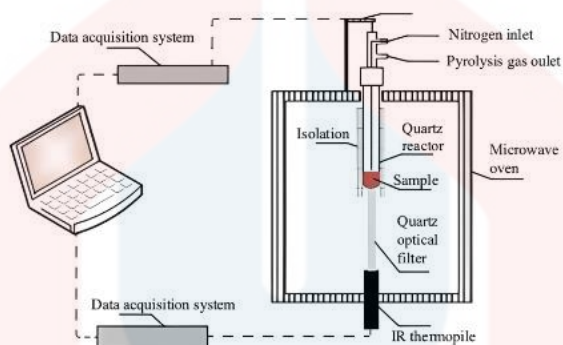 Data acquisition system
Nitrogen inlet
Pyrolysis gas oulet
Isolation
Quartz
reactor
Microwave
oven
Sample
Quartz
optical
filter
Data acquisition system
IR thermopile